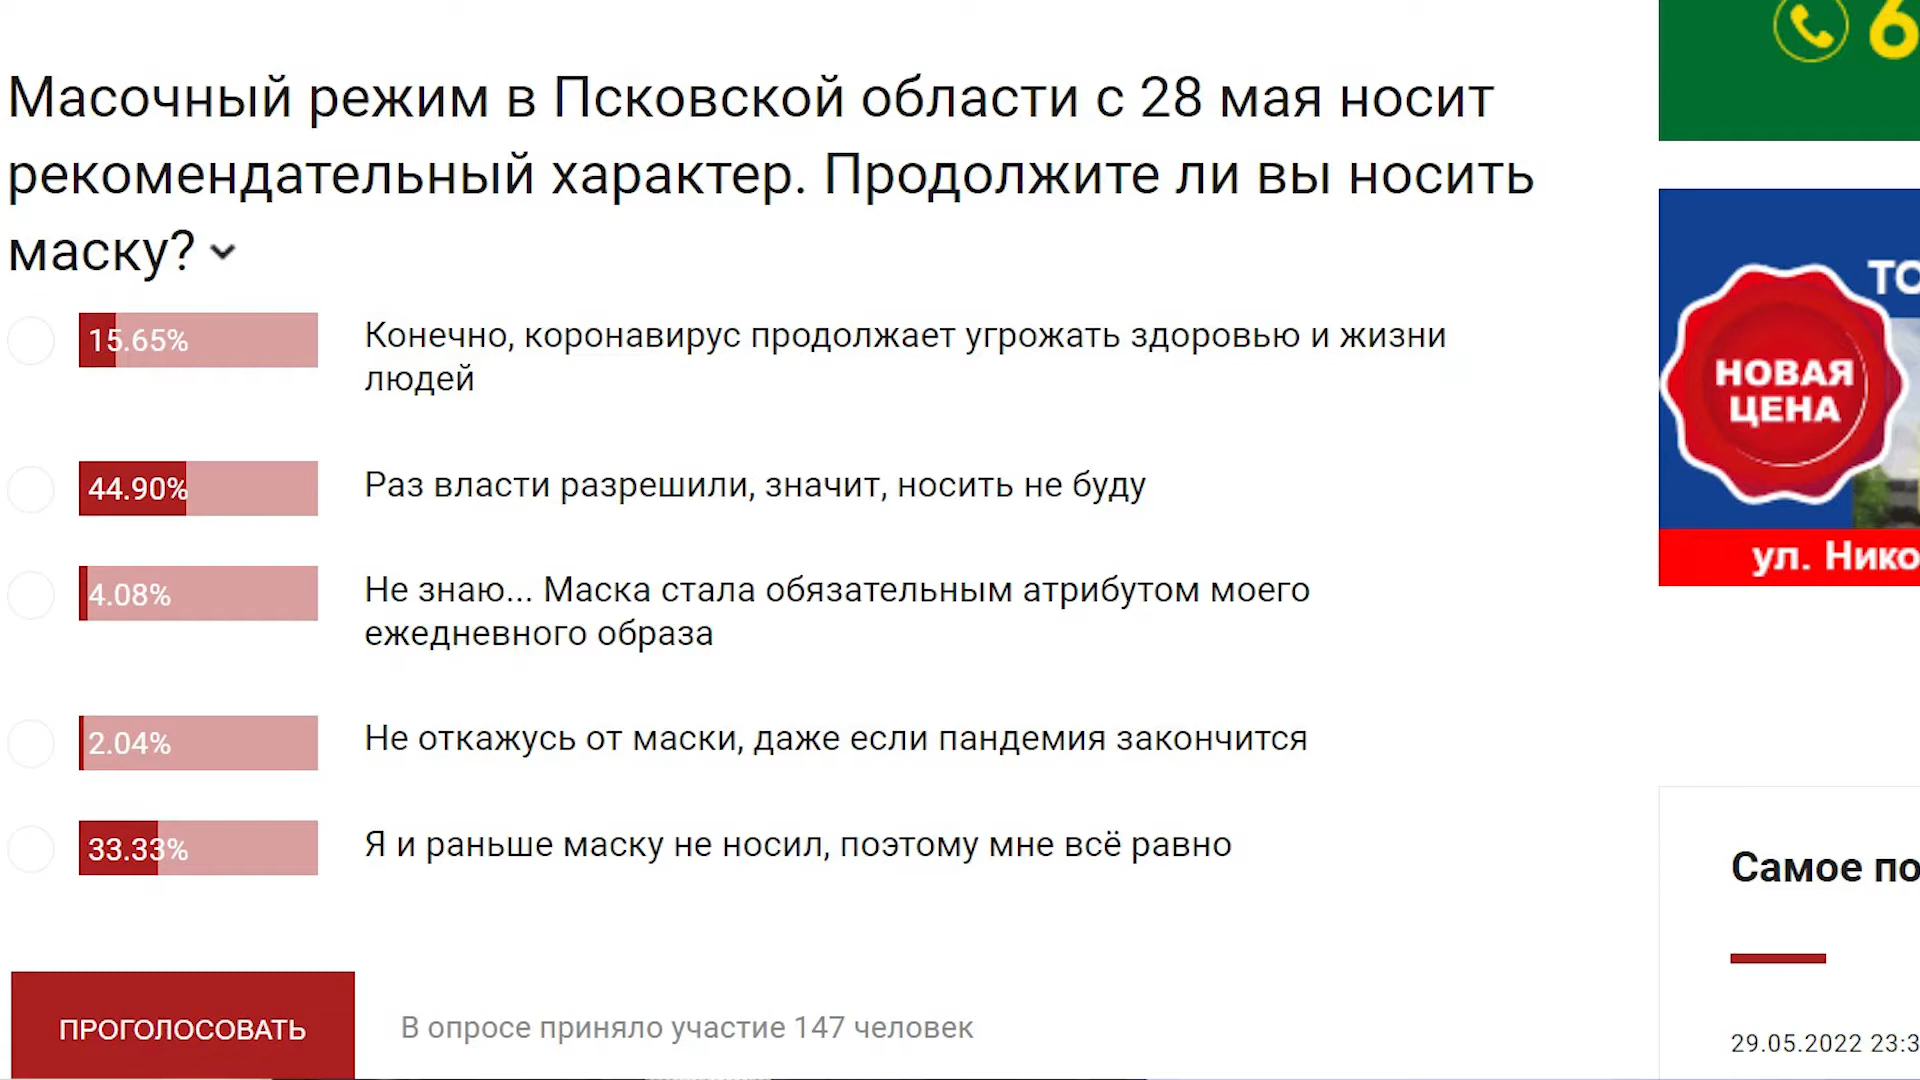 Масочный режим в Псковской области с 28 мая носит
рекомендательный характер. Продолжите ли вы носить
маску?
15.65%
Конечно, коронавирус продолжает угрожать здоровью и жизни
людей
44.90%
Раз власти разрешили, значит, носить не буду
4.08%
Не знаю... Маска стала обязательным атрибутом моего
ежедневного образа
2.04%
Не откажусь от маски, даже если пандемия закончится
33.33%
Я и раньше маску не носил, поэтому мне всё равно
ПРОГОЛОСОВАТЬ
В опросе приняло участие 147 человек
6
ТО
НОВАЯ
ЦЕНА
ул. Нико
Самое по
29.05.2022 23:3